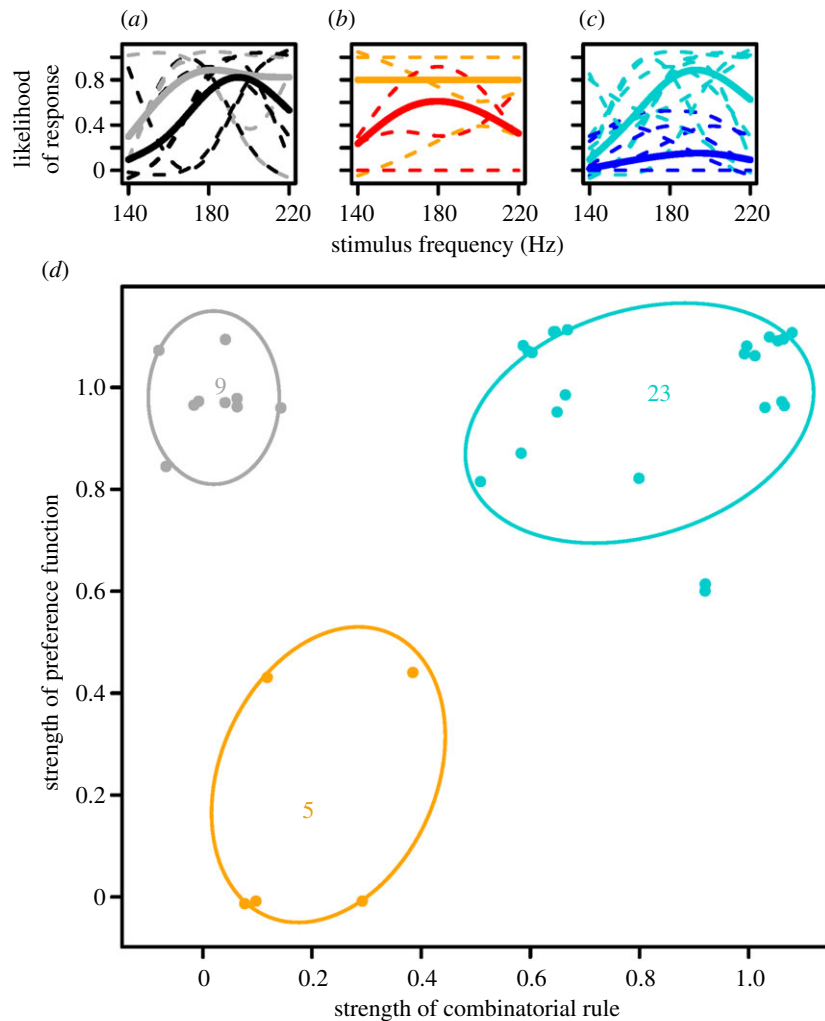 (a) (b) (c)
likelihood
of response
0.8
0.4
0
140 180 220 140 180 220 140 180 220
stimulus frequency (Hz)
(d)
strength of preference function
1.0
0.8
0.6
0.4
0.2
0
9
23
5
0 0.2 0.4 0.6 0.8 1.0
strength of combinatorial rule